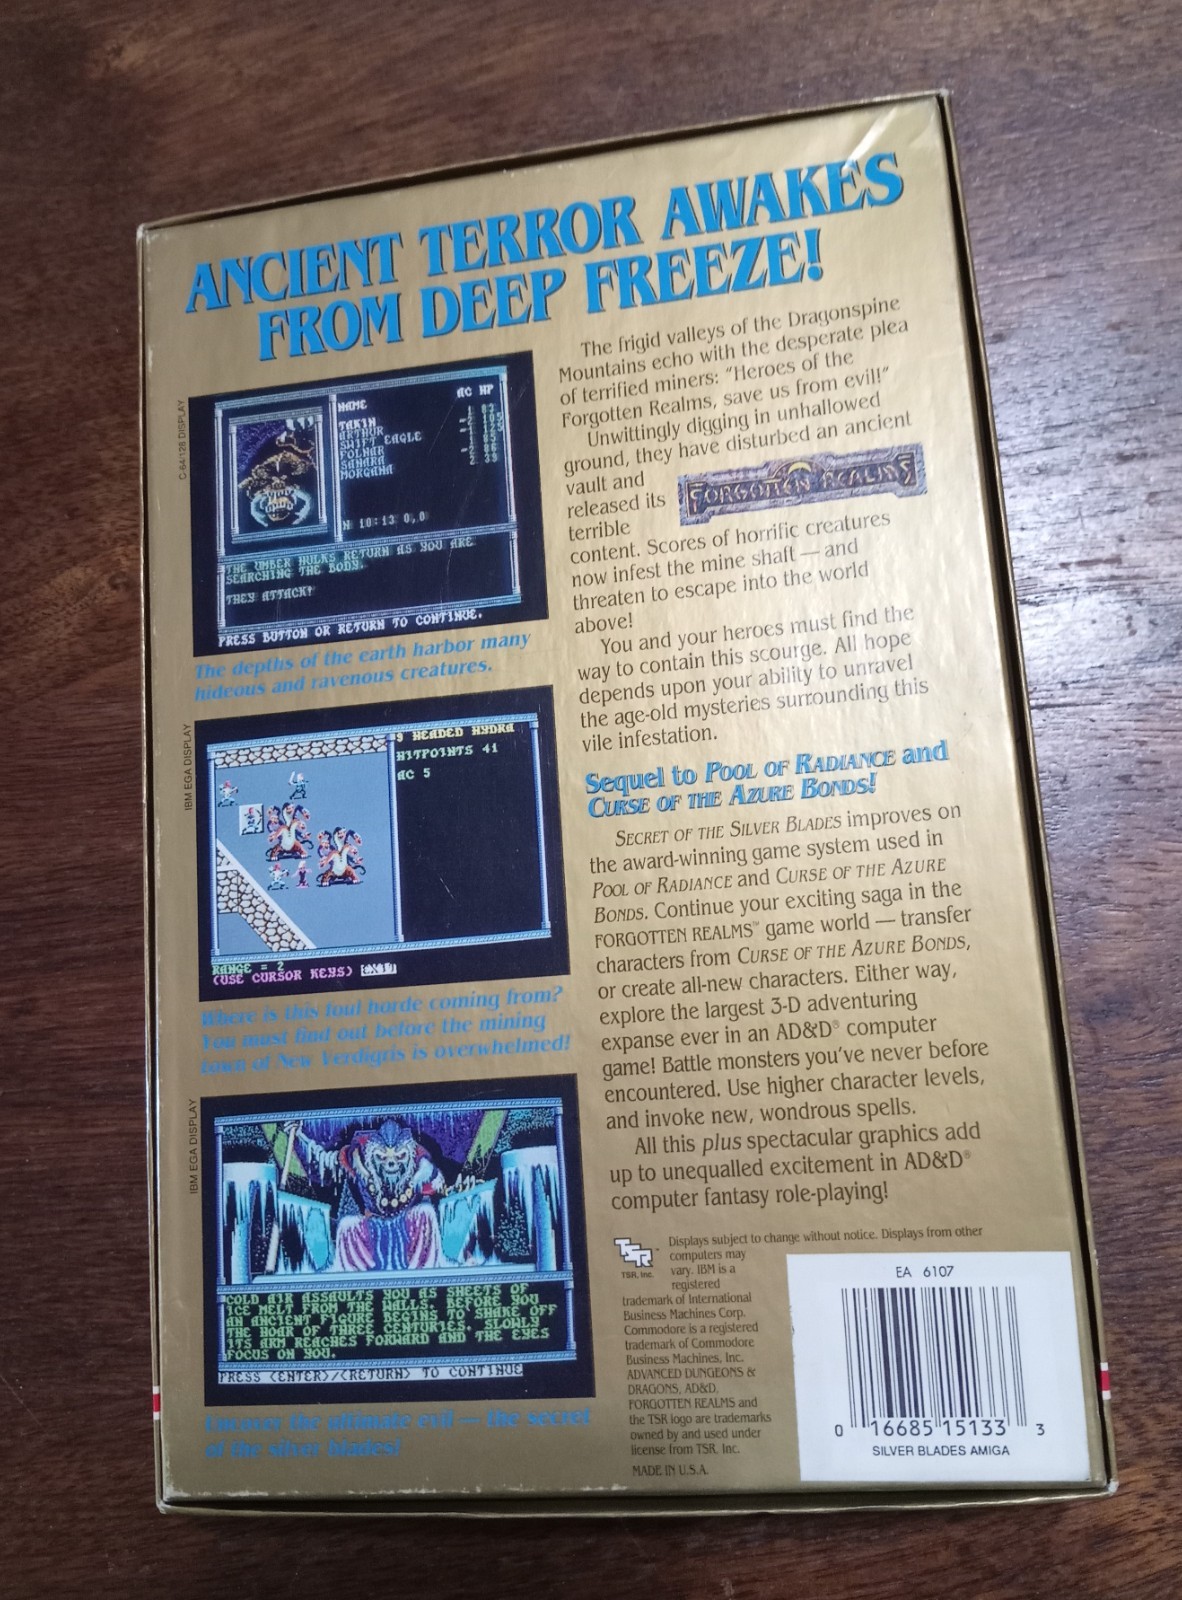 ANCIENT TERROR AWAKES
FROM DEEP FREEZE!
C-64/128 DISPLAY
NAME AC HP
TAKIN
ARTHUR
SWIFT EAGLE
FOLNAR
SAHARA
MORGANA
N 10:13 0,0
THE UMBER HULKS RETURN AS YOU ARE
SEARCHING THE BODY.
THEY ATTACK!
PRESS BUTTON OR RETURN TO CONTINUE.
The depths of the earth harbor many
hideous and ravenous creatures.
IBM EGA DISPLAY
9 HEADED HYDRA
HITPOINTS 41
AC 5
RANGE = 2
(USE CURSOR KEYS) EXIT
Where is this foul horde coming from?
You must find out before the mining
town of New Verdigris is overwhelmed!
IBM EGA DISPLAY
COLD AIR ASSAULTS YOU AS SHEETS OF
ICE MELT FROM THE WALLS. BEFORE YOU
AN ANCIENT FIGURE BEGINS TO SHAKE OFF
THE HOAR OF THREE CENTURIES. SLOWLY
ITS ARM REACHES FORWARD AND THE EYES
FOCUS ON YOU.
PRESS <ENTER>/<RETURN> TO CONTINUE
Uncover the ultimate evil — the secret
of the silver blades!
The frigid valleys of the Dragonspine
Mountains echo with the desperate plea
of terrified miners: "Heroes of the
Forgotten Realms, save us from evil!"
Unwittingly digging in unhallowed
ground, they have disturbed an ancient
vault and
released its
terrible
FORGOTTEN REALMS
content. Scores of horrific creatures
now infest the mine shaft — and
threaten to escape into the world
above!
You and your heroes must find the
way to contain this scourge. All hope
depends upon your ability to unravel
the age-old mysteries surrounding this
vile infestation.
Sequel to POOL OF RADIANCE and
CURSE OF THE AZURE BONDS!
SECRET OF THE SILVER BLADES improves on
the award-winning game system used in
POOL OF RADIANCE and CURSE OF THE AZURE
BONDS. Continue your exciting saga in the
FORGOTTEN REALMS™ game world — transfer
characters from CURSE OF THE AZURE BONDS,
or create all-new characters. Either way,
explore the largest 3-D adventuring
expanse ever in an AD&D® computer
game! Battle monsters you've never before
encountered. Use higher character levels,
and invoke new, wondrous spells.
All this plus spectacular graphics add
up to unequalled excitement in AD&D®
computer fantasy role-playing!
TSR
TSR, Inc.
Displays subject to change without notice. Displays from other
computers may
vary. IBM is a
registered
trademark of International
Business Machines Corp.
Commodore is a registered
trademark of Commodore
Business Machines, Inc.
ADVANCED DUNGEONS &
DRAGONS, AD&D,
FORGOTTEN REALMS and
the TSR logo are trademarks
owned by and used under
license from TSR, Inc.
MADE IN U.S.A.
EA 6107
0 16685 15133 3
SILVER BLADES AMIGA